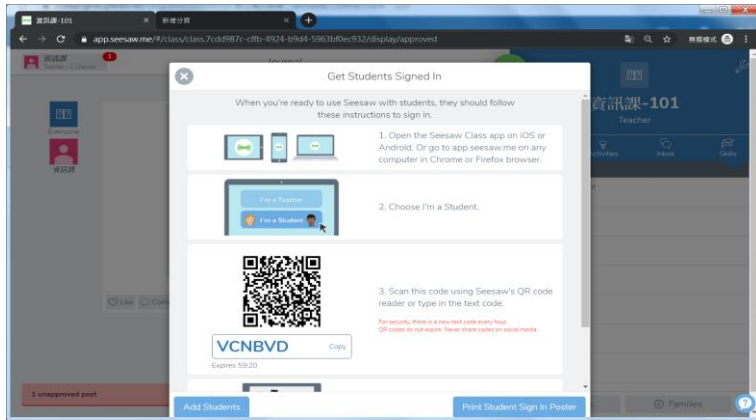 資訊課-101
新增分頁
app.seesaw.me/#/class/class.7cdd987c-cffb-4924-b9d4-5963bf0ec932/display/approved
無痕模式
資訊課
Teacher - 2 Classes
1
Journal
Get Students Signed In
When you're ready to use Seesaw with students, they should follow
these instructions to sign in.
1. Open the Seesaw Class app on iOS or
Android. Or go to app.seesaw.me on any
computer in Chrome or Firefox browser.
I'm a Teacher
I'm a Student
2. Choose I'm a Student.
3. Scan this code using Seesaw's QR code
reader or type in the text code.
For security, there is a new text code every hour.
QR codes do not expire. Never share codes on social media.
VCNBVD
Copy
Expires 59:20
Add Students
Print Student Sign In Poster
Everyone
資訊課
Like
1 unapproved post
資訊課-101
Teacher
Activities
Inbox
Skills
Families